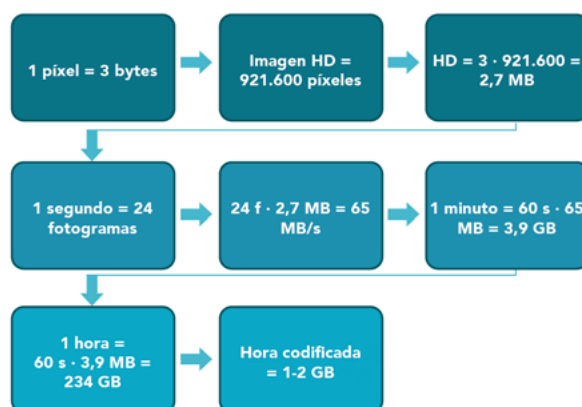 1 píxel = 3 bytes
Imagen HD =
921.600 píxeles
HD = 3 · 921.600 =
2,7 MB
1 segundo = 24
fotogramas
24 f · 2,7 MB = 65
MB/s
1 minuto = 60 s · 65
MB = 3,9 GB
1 hora =
60 s · 3,9 MB =
234 GB
Hora codificada
= 1-2 GB